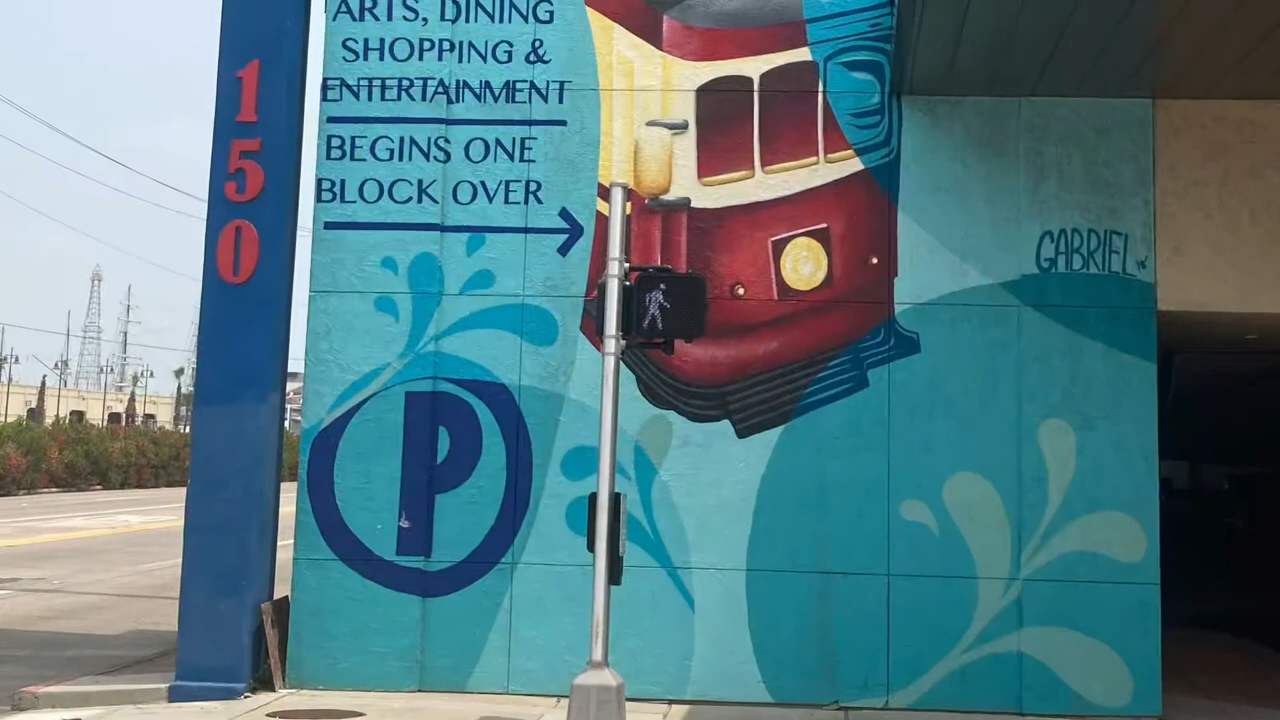 150
ARTS, DINING
SHOPPING &
ENTERTAINMENT
BEGINS ONE
BLOCK OVER
P
GABRIEL